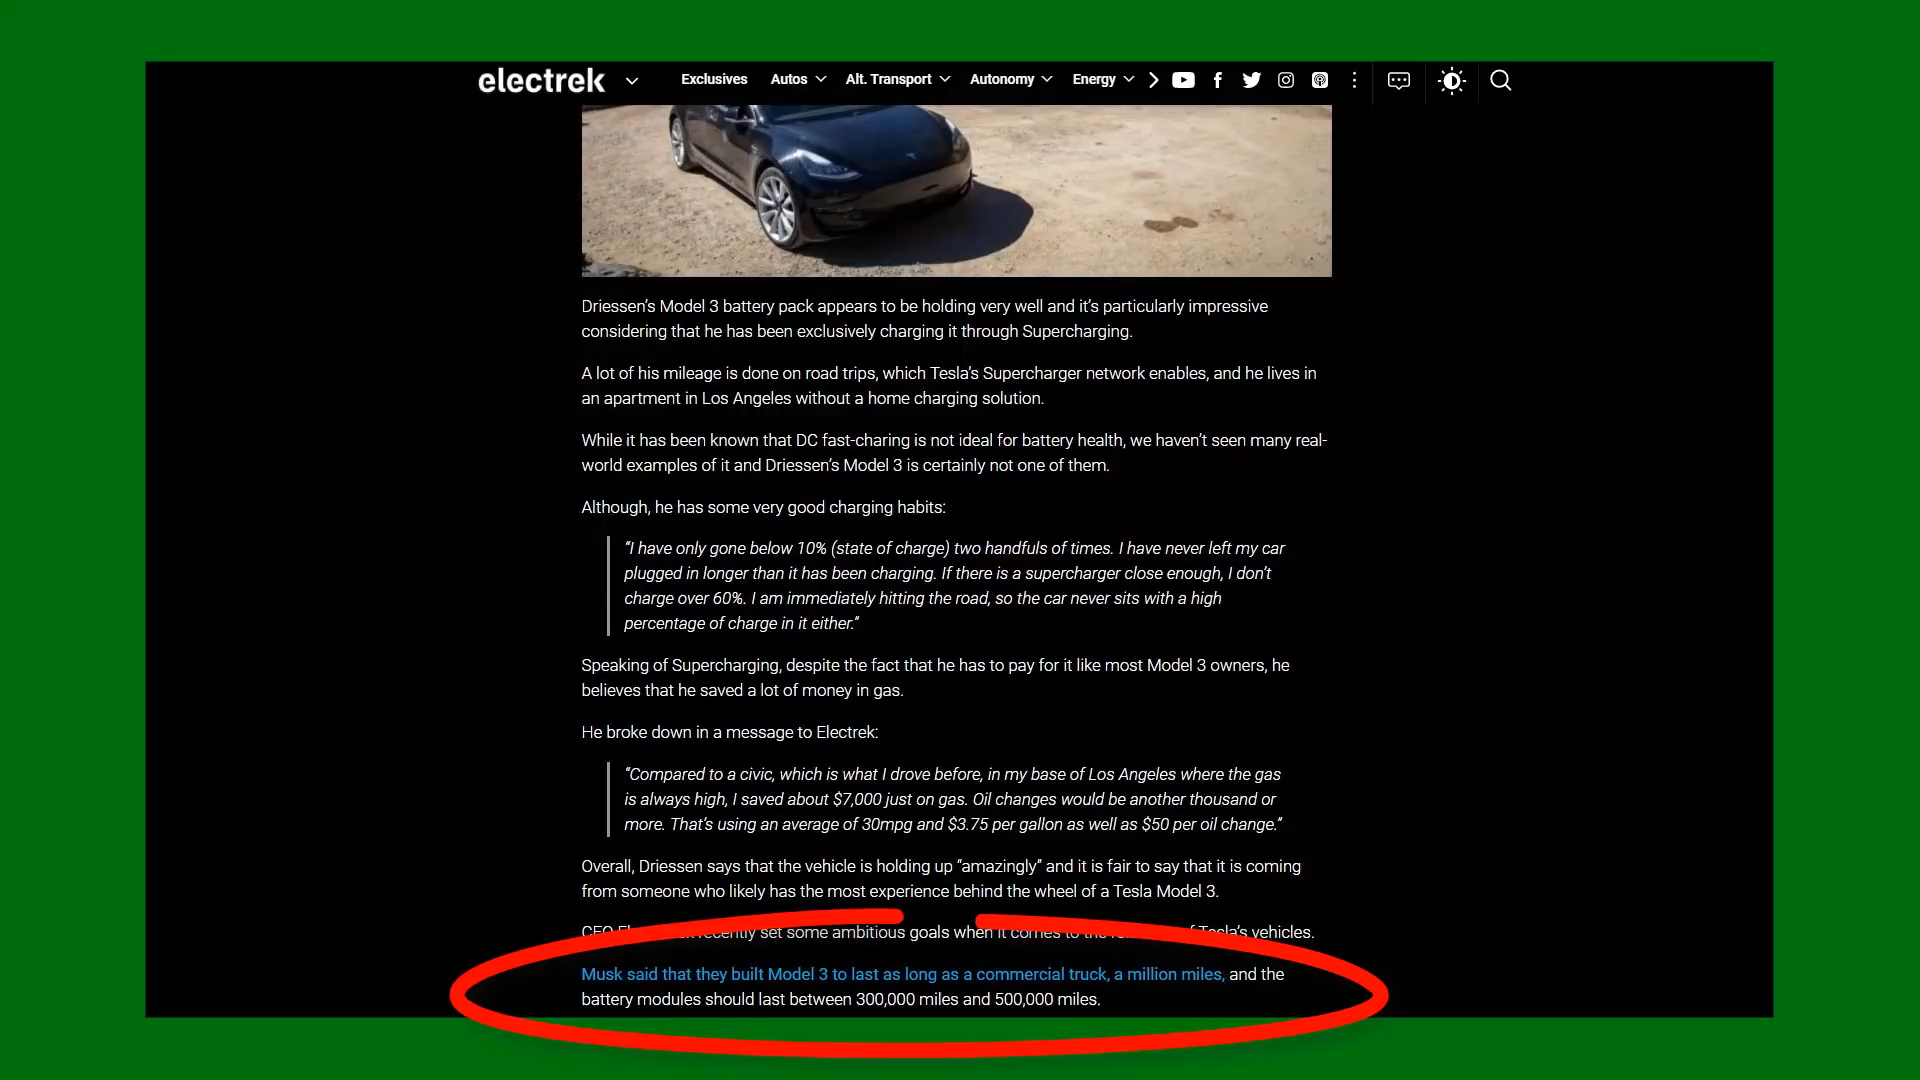 electrek
Exclusives Autos Alt. Transport Autonomy Energy
Driessen's Model 3 battery pack appears to be holding very well and it's particularly impressive
considering that he has been exclusively charging it through Supercharging.
A lot of his mileage is done on road trips, which Tesla's Supercharger network enables, and he lives in
an apartment in Los Angeles without a home charging solution.
While it has been known that DC fast-charing is not ideal for battery health, we haven't seen many real-
world examples of it and Driessen's Model 3 is certainly not one of them.
Although, he has some very good charging habits:
“I have only gone below 10% (state of charge) two handfuls of times. I have never left my car
plugged in longer than it has been charging. If there is a supercharger close enough, I don't
charge over 60%. I am immediately hitting the road, so the car never sits with a high
percentage of charge in it either.”
Speaking of Supercharging, despite the fact that he has to pay for it like most Model 3 owners, he
believes that he saved a lot of money in gas.
He broke down in a message to Electrek:
“Compared to a civic, which is what I drove before, in my base of Los Angeles where the gas
is always high, I saved about $7,000 just on gas. Oil changes would be another thousand or
more. That's using an average of 30mpg and $3.75 per gallon as well as $50 per oil change.”
Overall, Driessen says that the vehicle is holding up “amazingly” and it is fair to say that it is coming
from someone who likely has the most experience behind the wheel of a Tesla Model 3.
CEO recently set some ambitious goals when it comes to the of Tesla's vehicles.
Musk said that they built Model 3 to last as long as a commercial truck, a million miles, and the
battery modules should last between 300,000 miles and 500,000 miles.